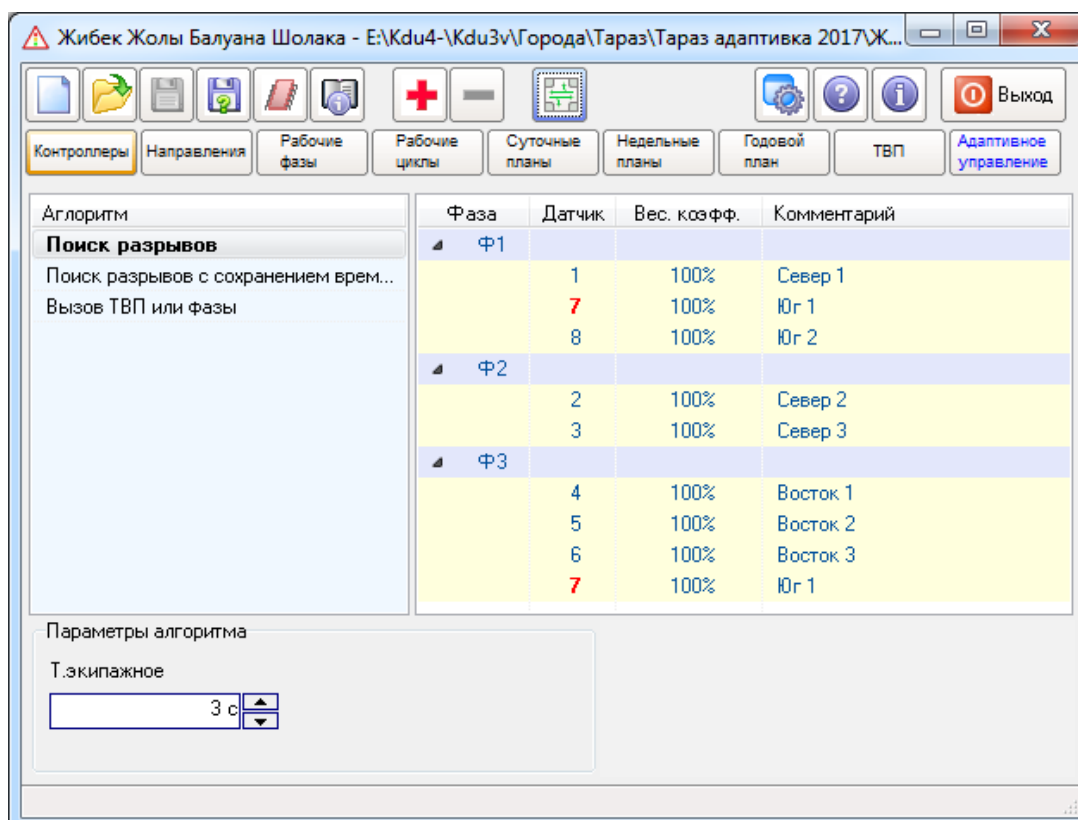 Жибек Жолы Балуана Шолака - E:\Kdu4-\Kdu3v\Города\Тараз\Тараз адаптивка 2017\Ж...
Выход
Контроллеры Направления Рабочие фазы Рабочие циклы Суточные планы Недельные планы Годовой план ТВП Адаптивное управление
Аглоритм
Поиск разрывов
Поиск разрывов с сохранением врем...
Вызов ТВП или фазы
Фаза Датчик Вес. коэфф. Комментарий
Ф1
1 100% Север 1
7 100% Юг 1
8 100% Юг 2
Ф2
2 100% Север 2
3 100% Север 3
Ф3
4 100% Восток 1
5 100% Восток 2
6 100% Восток 3
7 100% Юг 1
Параметры алгоритма
Т.экипажное
3 с